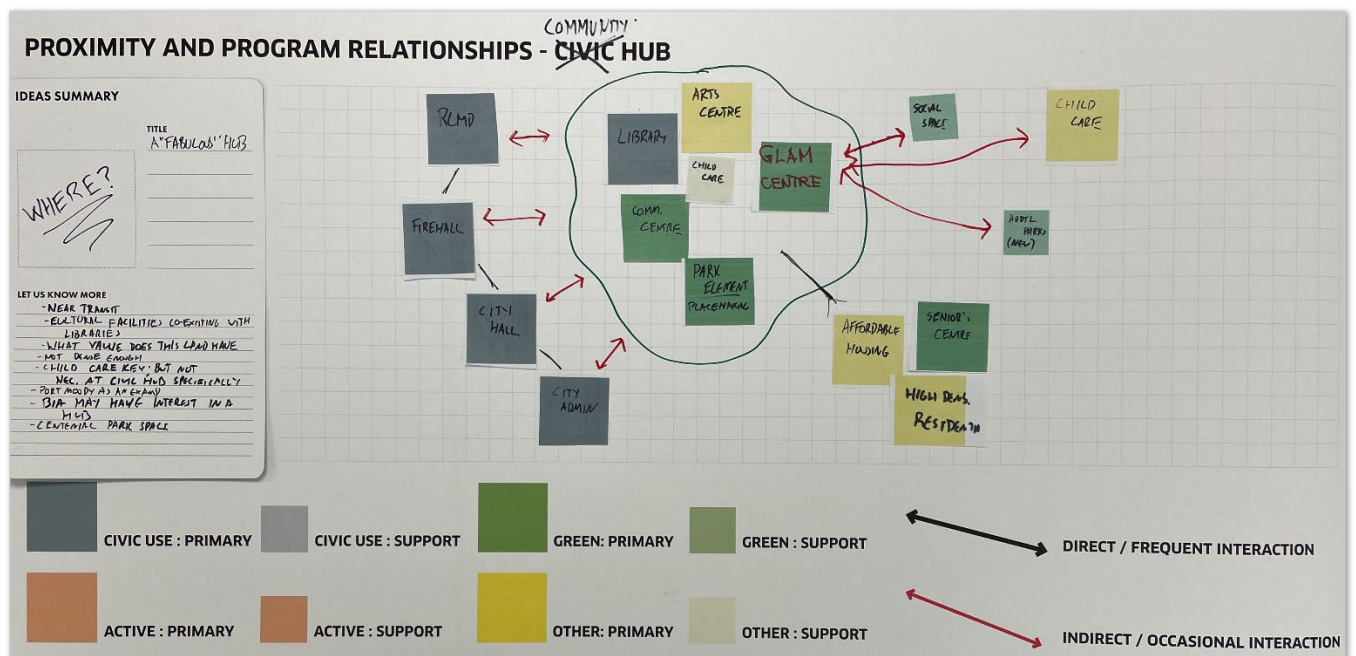 COMMUNITY
PROXIMITY AND PROGRAM RELATIONSHIPS - CIVIC HUB
IDEAS SUMMARY
TITLE
A "FABULOUS" HUB
WHERE?
LET US KNOW MORE
- NEAR TRANSIT
- CULTURAL FACILITIES CO-EXISTING WITH
LIBRARIES
- WHAT VALUE DOES THIS LAND HAVE
- NOT DENSE ENOUGH
- CHILD CARE KEY: BUT NOT
NEC. AT CIVIC HUB SPECIFICALLY
- PORT MOODY AS AN EXAMPLE
- BIA MAY HAVE INTEREST IN A
HUB
- CENTENIAL PARK SPACE
RCMP
FIREHALL
CITY
HALL
CITY
ADMIN
LIBRARY
ARTS
CENTRE
CHILD
CARE
GLAM
CENTRE
COMM.
CENTRE
PARK
ELEMENT
PLACEMAKING
SOCIAL
SPACE
CHILD
CARE
ADDT'L
PARKS
(NEW)
AFFORDABLE
HOUSING
SENIOR'S
CENTRE
HIGH DENS.
RESIDENTIAL
CIVIC USE : PRIMARY
CIVIC USE : SUPPORT
GREEN: PRIMARY
GREEN : SUPPORT
DIRECT / FREQUENT INTERACTION
ACTIVE : PRIMARY
ACTIVE : SUPPORT
OTHER: PRIMARY
OTHER : SUPPORT
INDIRECT / OCCASIONAL INTERACTION